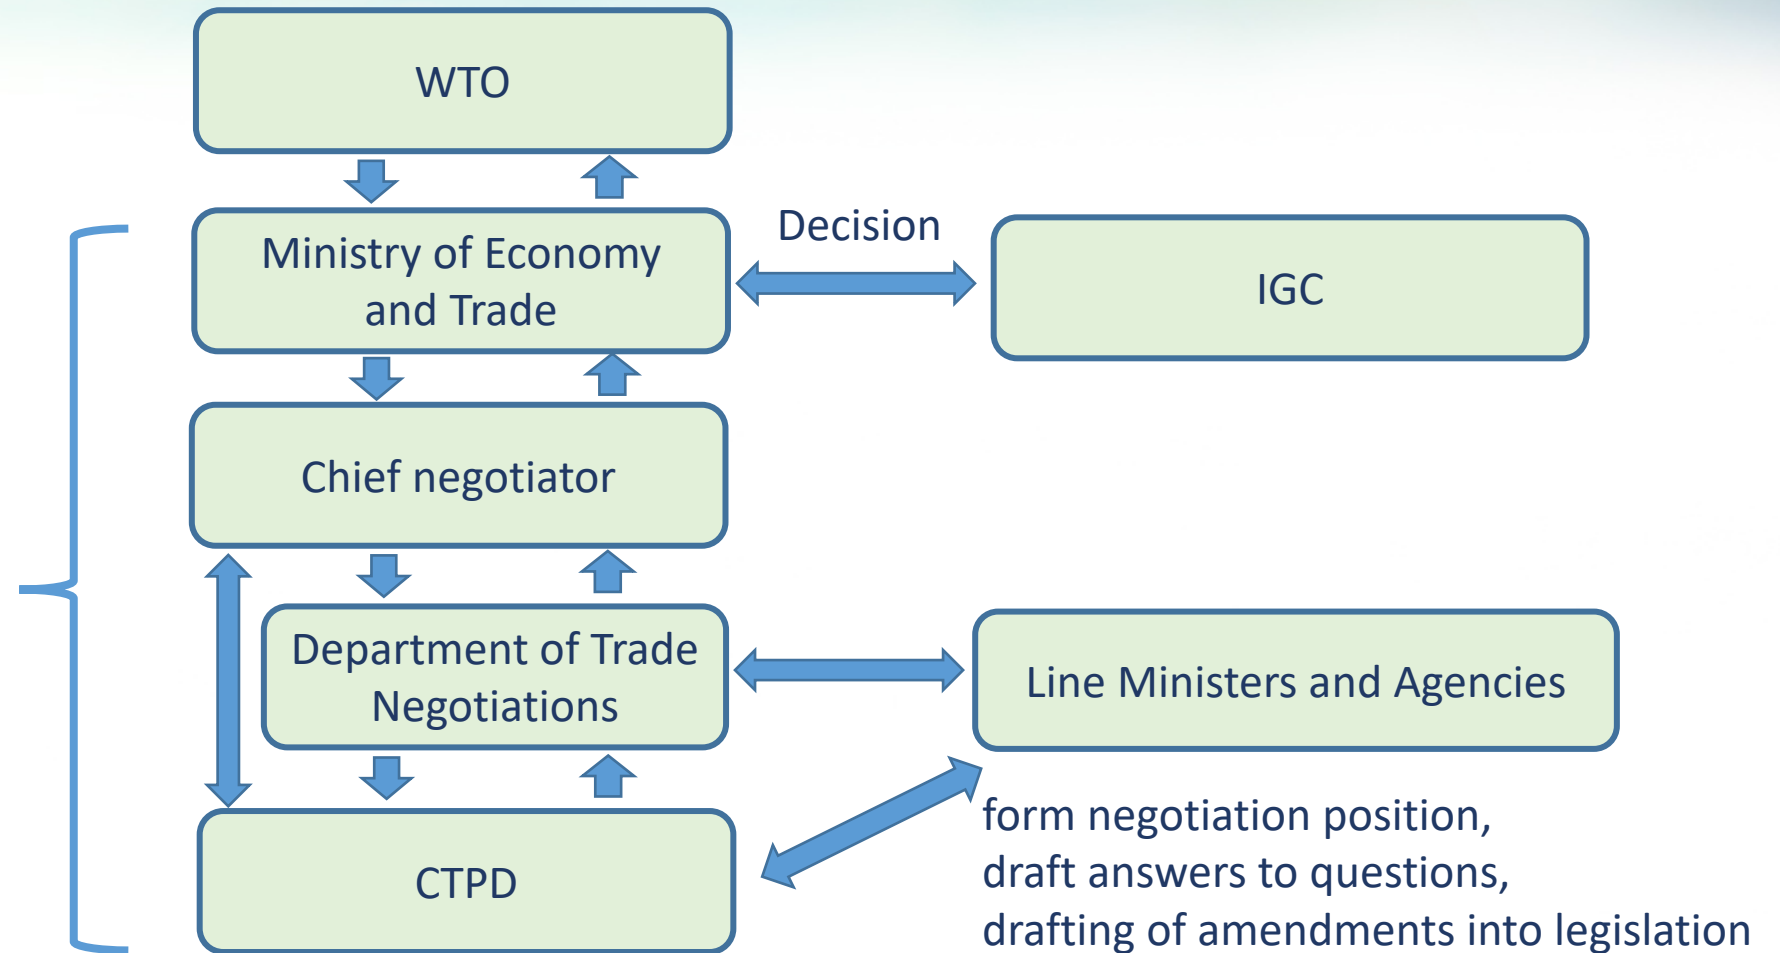 WTO
Ministry of Economy
and Trade
Decision
IGC
Chief negotiator
Department of Trade
Negotiations
Line Ministers and Agencies
CTPD
form negotiation position,
draft answers to questions,
drafting of amendments into legislation